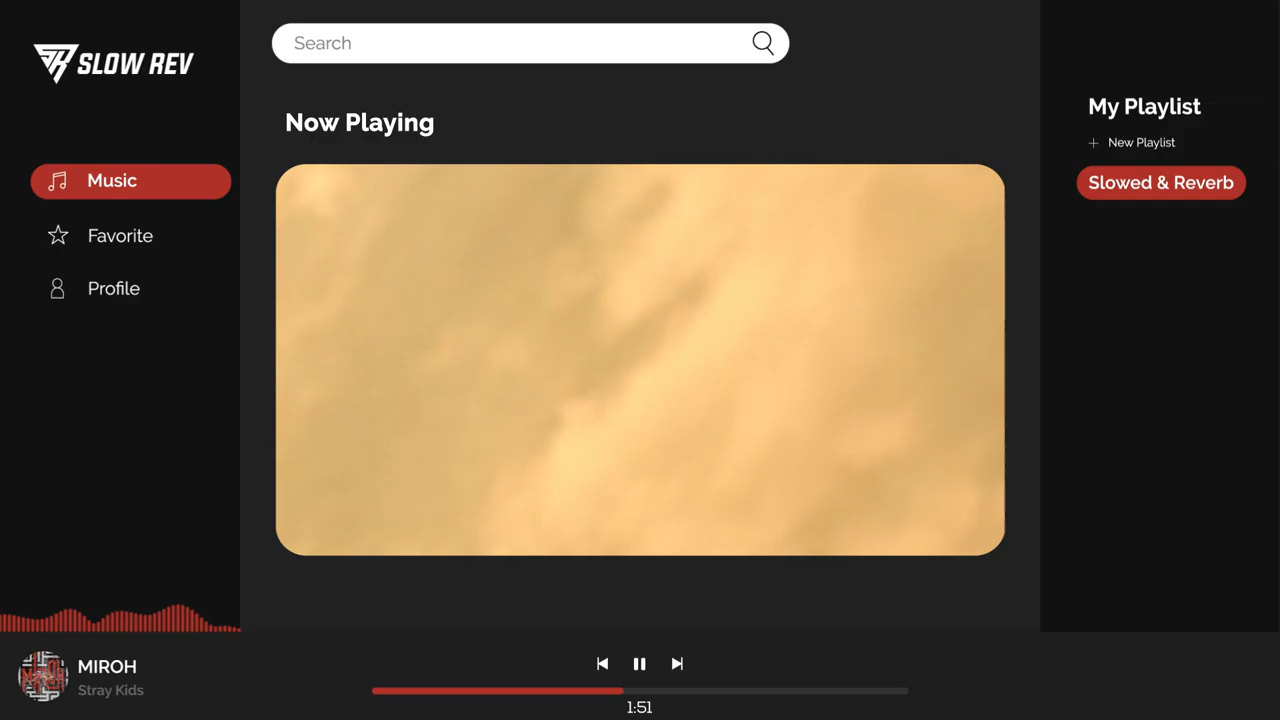 SLOW REV
Search
Now Playing
My Playlist
New Playlist
Slowed & Reverb
Music
Favorite
Profile
MIROH
Stray Kids
1:51